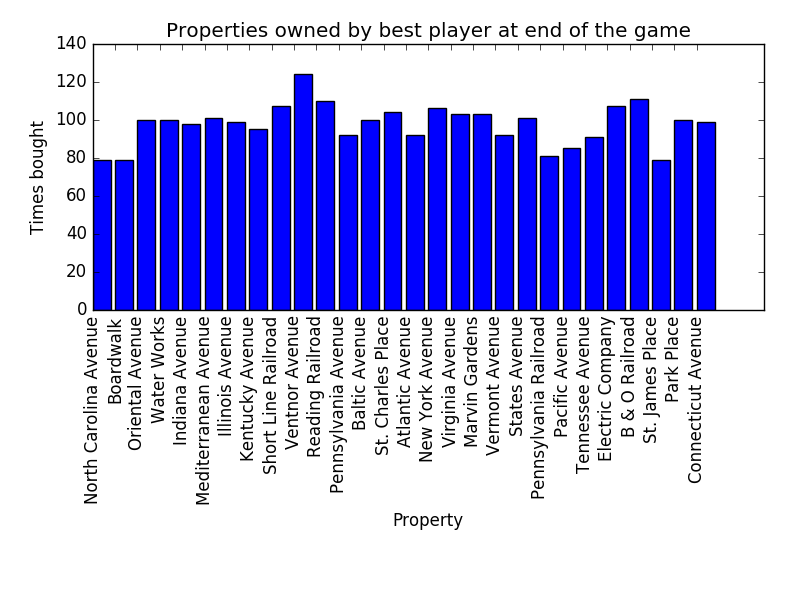 Properties owned by best player at end of the game
Times bought
140
120
100
80
60
40
20
0
North Carolina Avenue
Boardwalk
Oriental Avenue
Water Works
Indiana Avenue
Mediterranean Avenue
Illinois Avenue
Kentucky Avenue
Short Line Railroad
Ventnor Avenue
Reading Railroad
Pennsylvania Avenue
Baltic Avenue
St. Charles Place
Atlantic Avenue
New York Avenue
Virginia Avenue
Marvin Gardens
Vermont Avenue
States Avenue
Pennsylvania Railroad
Pacific Avenue
Tennessee Avenue
Electric Company
B & O Railroad
St. James Place
Park Place
Connecticut Avenue
Property